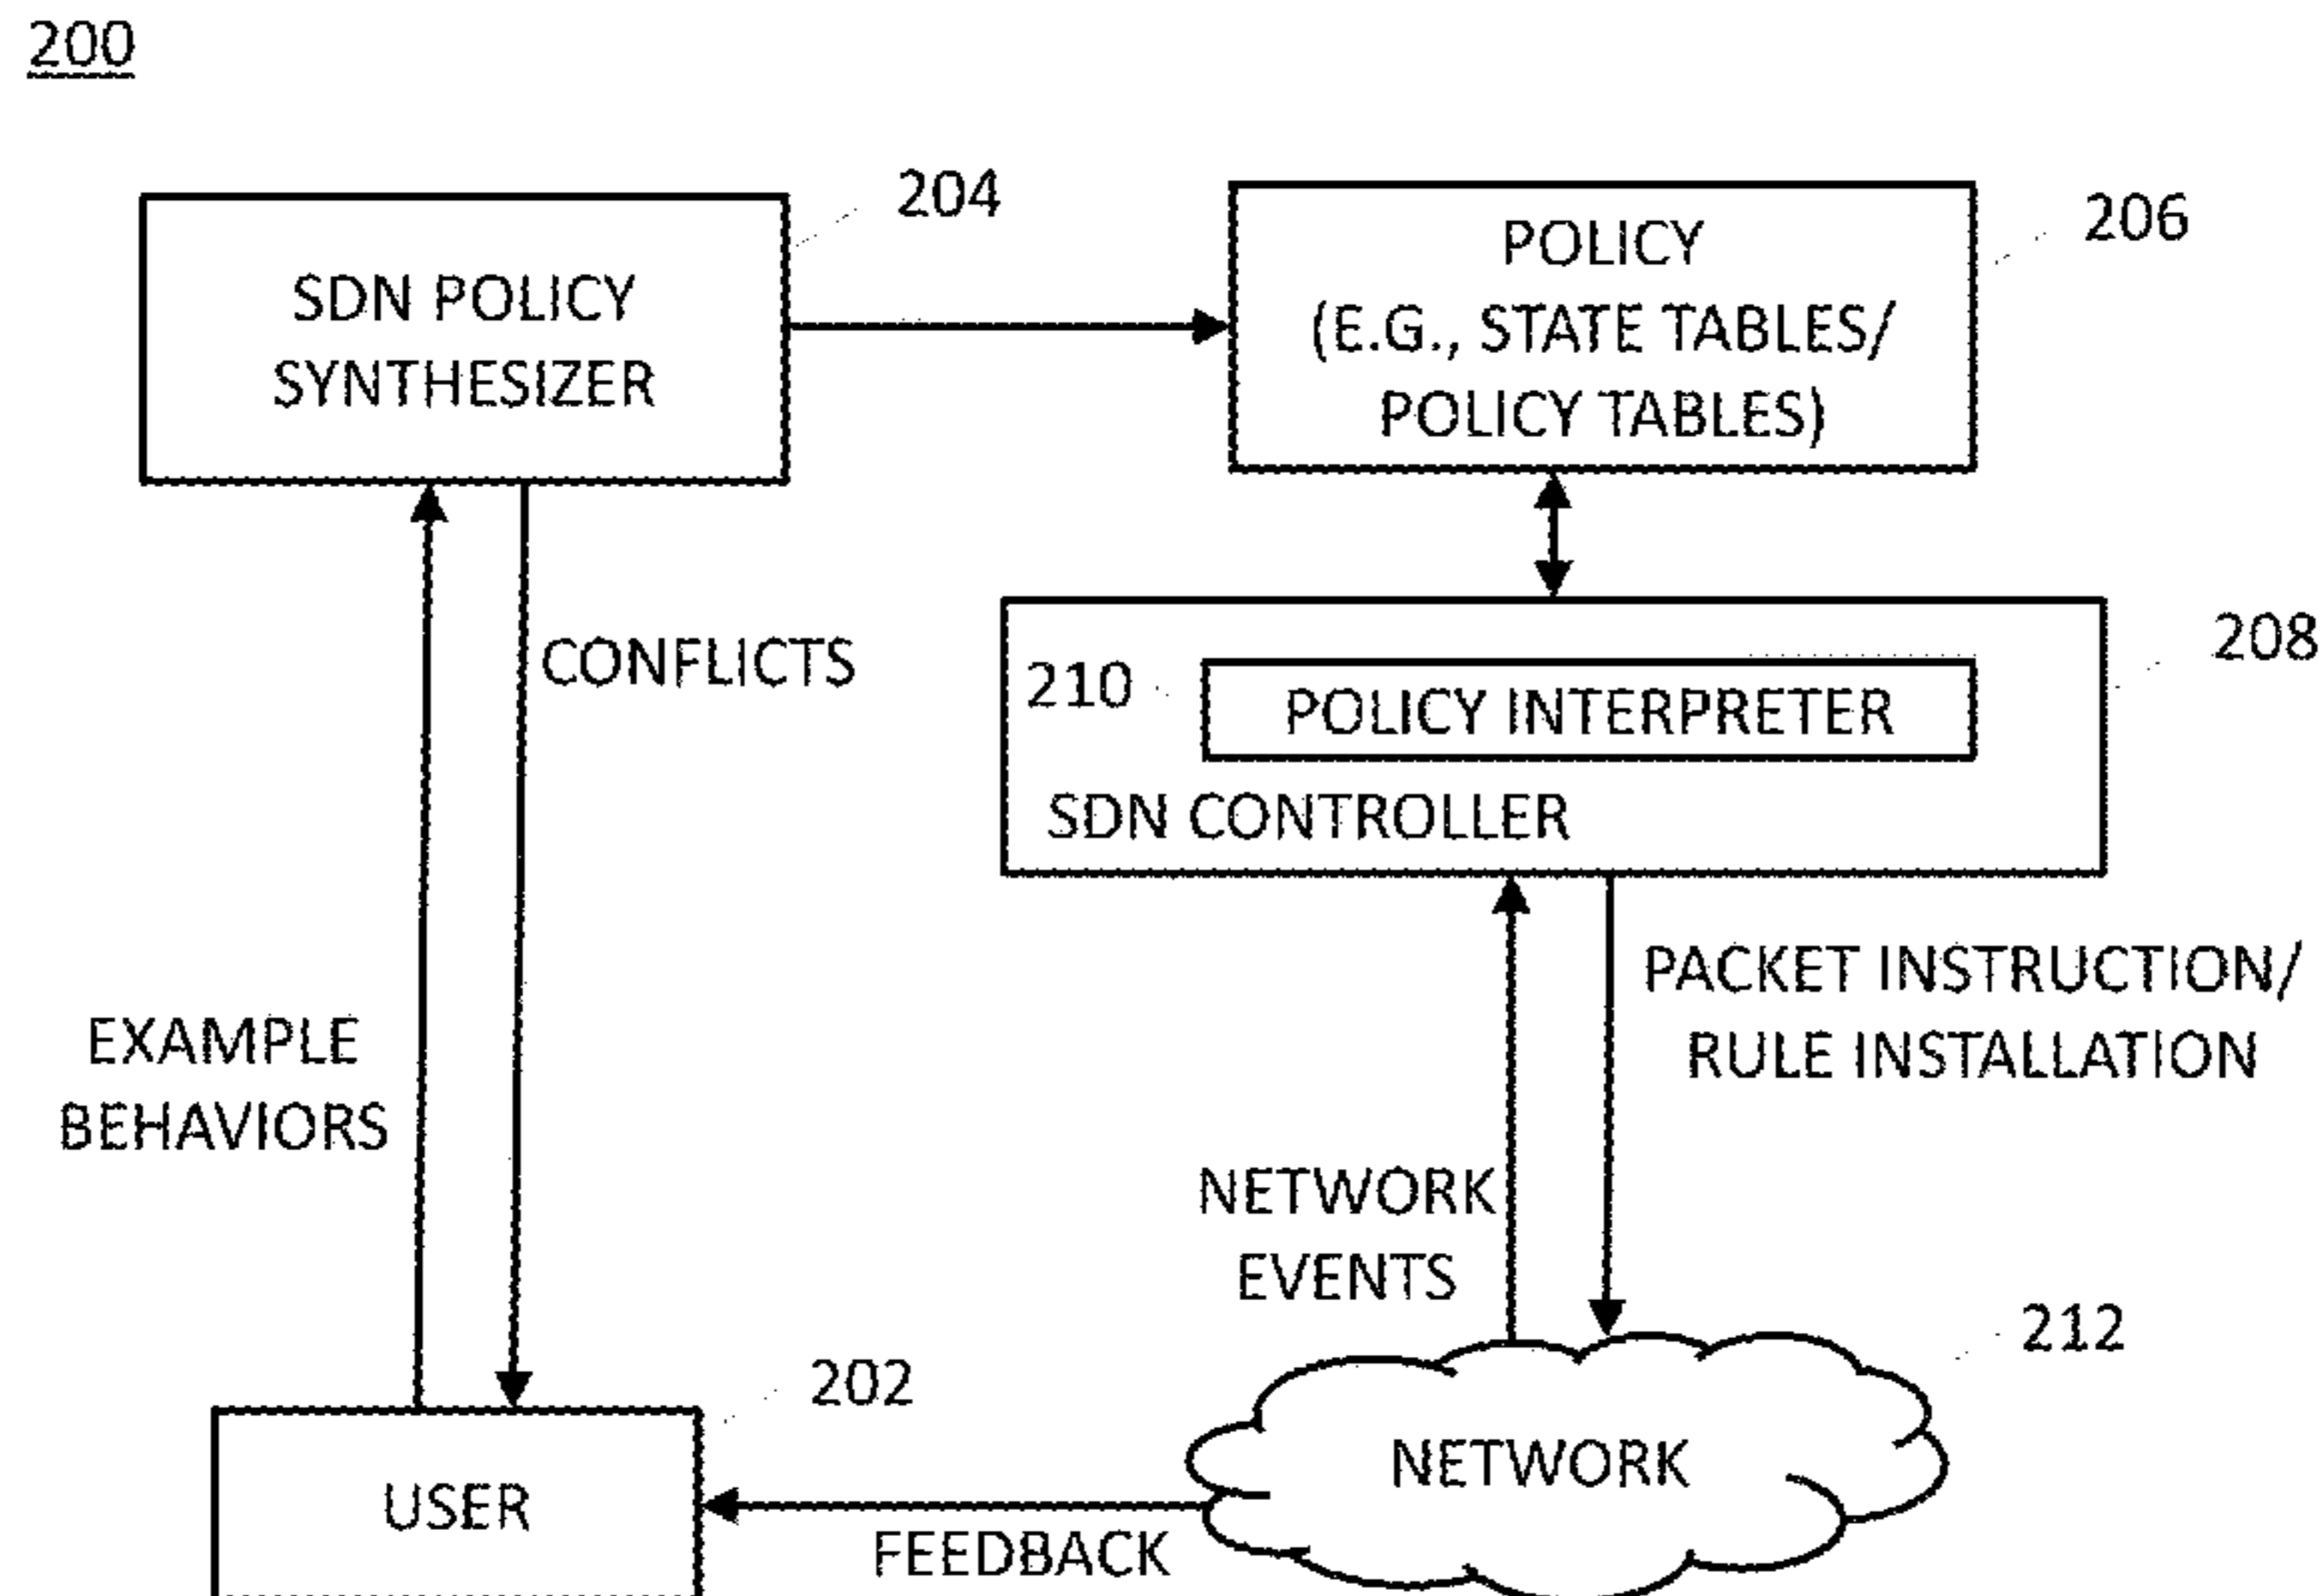 200
204
206
SDN POLICY
SYNTHESIZER
POLICY
(E.G., STATE TABLES/
POLICY TABLES)
CONFLICTS
208
210
POLICY INTERPRETER
SDN CONTROLLER
EXAMPLE
BEHAVIORS
PACKET INSTRUCTION/
RULE INSTALLATION
NETWORK
EVENTS
202
212
USER
NETWORK
FEEDBACK